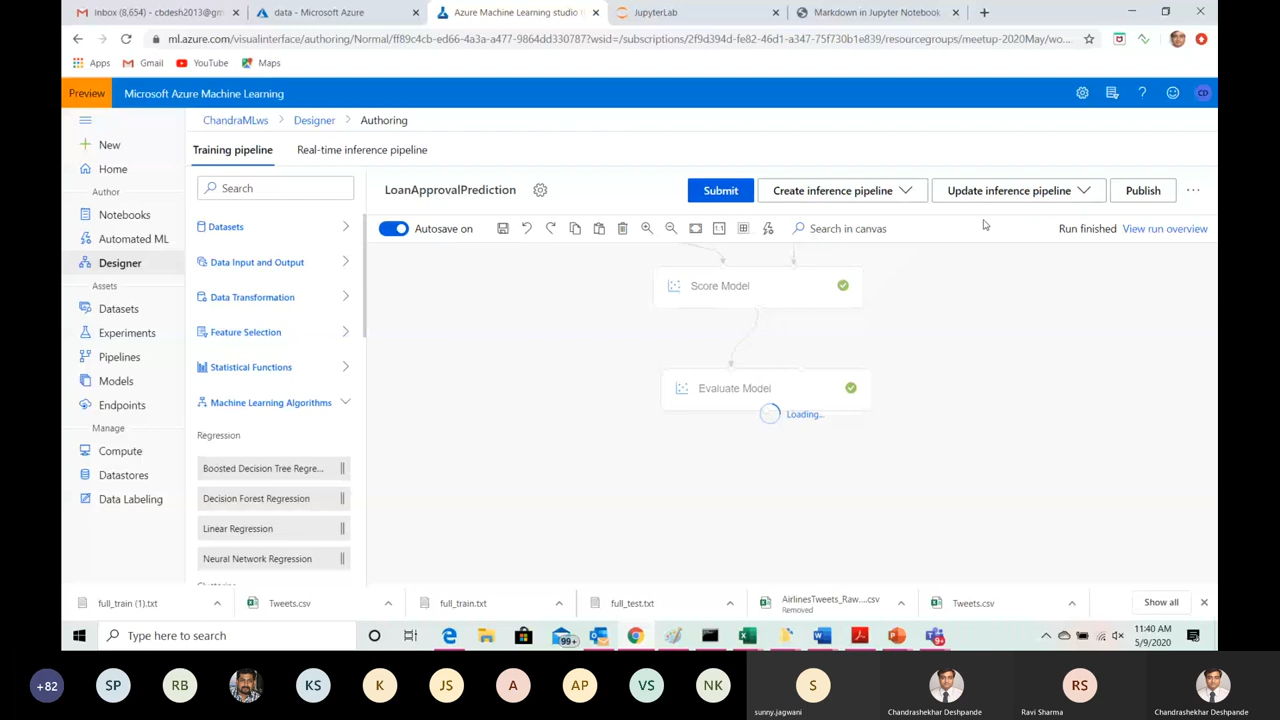 Inbox (8,654) - cbdesh2013@gm
data - Microsoft Azure
Azure Machine Learning studio (
JupyterLab
Markdown in Jupyter Notebook
ml.azure.com/visualinterface/authoring/Normal/ff89c4cb-ed66-4a3a-a477-9864dd330787?wsid=/subscriptions/2f9d394d-fe82-46d1-a347-75f730b1e839/resourcegroups/meetup-2020May/wo...
Apps
Gmail
YouTube
Maps
Preview
Microsoft Azure Machine Learning
CD
ChandraMLws > Designer > Authoring
New
Home
Author
Notebooks
Automated ML
Designer
Assets
Datasets
Experiments
Pipelines
Models
Endpoints
Manage
Compute
Datastores
Data Labeling
Training pipeline
Real-time inference pipeline
Search
Datasets
Data Input and Output
Data Transformation
Feature Selection
Statistical Functions
Machine Learning Algorithms
Regression
Boosted Decision Tree Regre...
Decision Forest Regression
Linear Regression
Neural Network Regression
Clustering
LoanApprovalPrediction
Submit
Create inference pipeline
Update inference pipeline
Publish
...
Autosave on
1:1
Search in canvas
Run finished
View run overview
Score Model
Evaluate Model
Loading...
full_train (1).txt
Tweets.csv
full_train.txt
full_test.txt
AirlinesTweets_Raw....csv
Removed
Tweets.csv
Show all
Type here to search
99+
9+
11:40 AM
5/9/2020
+82
SP
RB
KS
K
JS
A
AP
VS
NK
S
sunny.jagwani
Chandrashekhar Deshpande
RS
Ravi Sharma
Chandrashekhar Deshpande